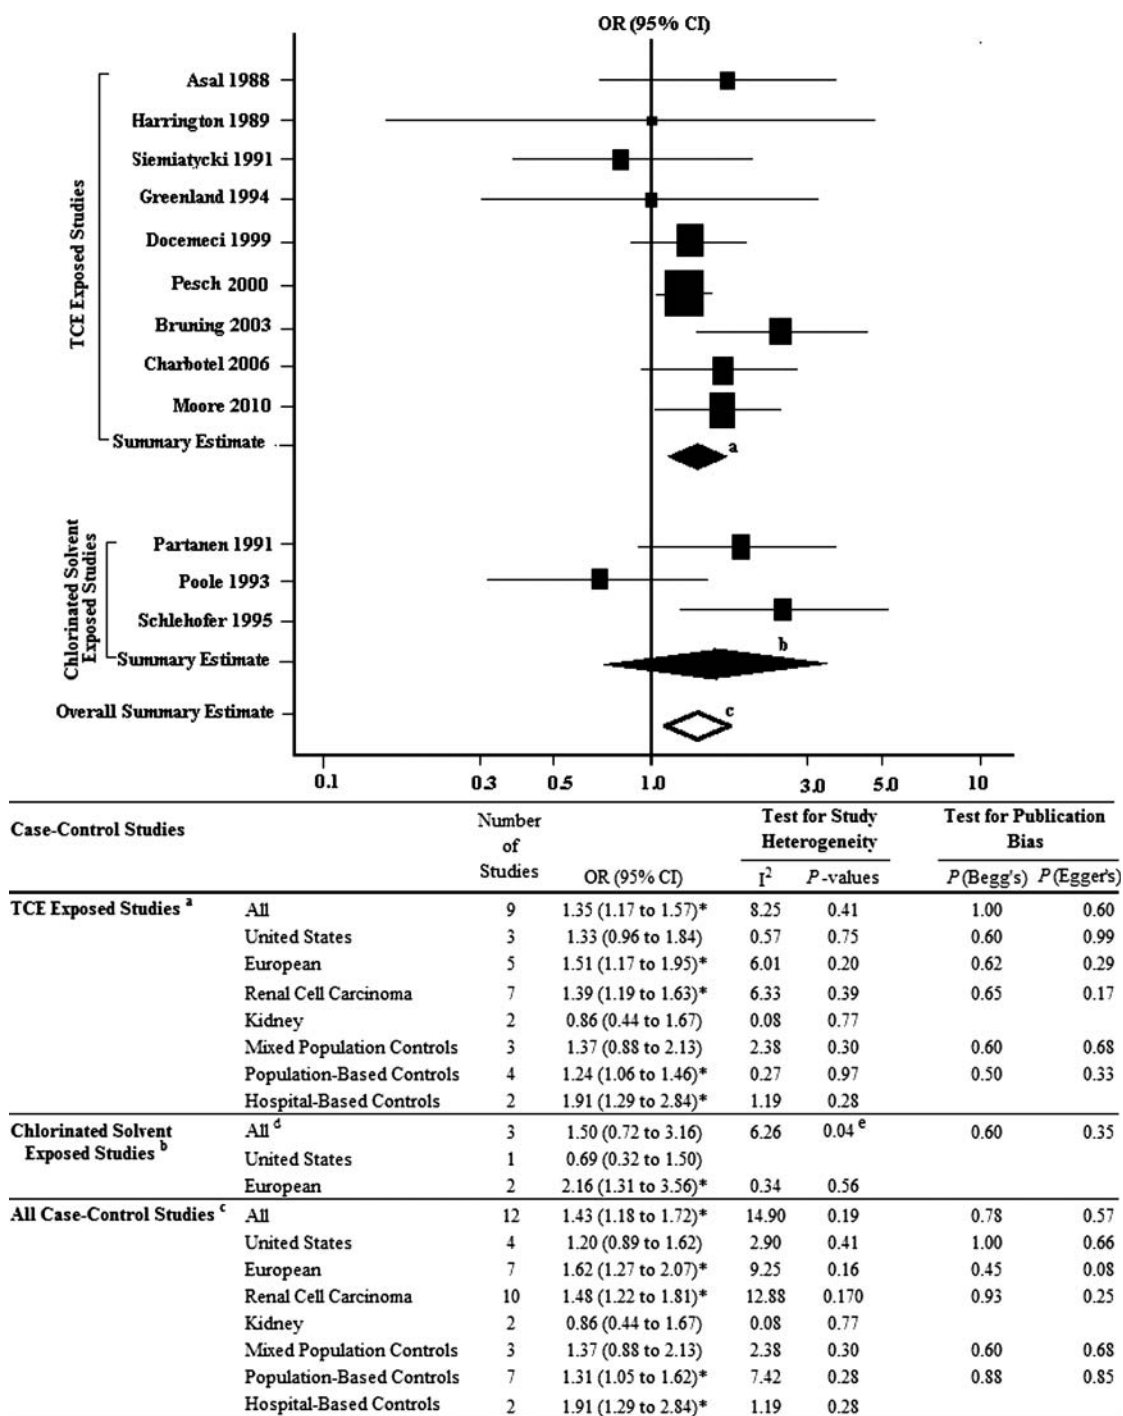 OR (95% CI)
TCE Exposed Studies
Asal 1988
Harrington 1989
Siemiatycki 1991
Greenland 1994
Docemeci 1999
Pesch 2000
Bruning 2003
Charbotel 2006
Moore 2010
Summary Estimate
a
Chlorinated Solvent
Exposed Studies
Partanen 1991
Poole 1993
Schlehofer 1995
Summary Estimate
b
Overall Summary Estimate
c
0.1 0.3 0.5 1.0 3.0 5.0 10
Case-Control Studies Number of Studies OR (95% CI) Test for Study Heterogeneity Test for Publication Bias
I² P-values P(Begg's) P(Egger's)
TCE Exposed Studies a All 9 1.35 (1.17 to 1.57)* 8.25 0.41 1.00 0.60
United States 3 1.33 (0.96 to 1.84) 0.57 0.75 0.60 0.99
European 5 1.51 (1.17 to 1.95)* 6.01 0.20 0.62 0.29
Renal Cell Carcinoma 7 1.39 (1.19 to 1.63)* 6.33 0.39 0.65 0.17
Kidney 2 0.86 (0.44 to 1.67) 0.08 0.77
Mixed Population Controls 3 1.37 (0.88 to 2.13) 2.38 0.30 0.60 0.68
Population-Based Controls 4 1.24 (1.06 to 1.46)* 0.27 0.97 0.50 0.33
Hospital-Based Controls 2 1.91 (1.29 to 2.84)* 1.19 0.28
Chlorinated Solvent Exposed Studies b All d 3 1.50 (0.72 to 3.16) 6.26 0.04 e 0.60 0.35
United States 1 0.69 (0.32 to 1.50)
European 2 2.16 (1.31 to 3.56)* 0.34 0.56
All Case-Control Studies c All 12 1.43 (1.18 to 1.72)* 14.90 0.19 0.78 0.57
United States 4 1.20 (0.89 to 1.62) 2.90 0.41 1.00 0.66
European 7 1.62 (1.27 to 2.07)* 9.25 0.16 0.45 0.08
Renal Cell Carcinoma 10 1.48 (1.22 to 1.81)* 12.88 0.170 0.93 0.25
Kidney 2 0.86 (0.44 to 1.67) 0.08 0.77
Mixed Population Controls 3 1.37 (0.88 to 2.13) 2.38 0.30 0.60 0.68
Population-Based Controls 7 1.31 (1.05 to 1.62)* 7.42 0.28 0.88 0.85
Hospital-Based Controls 2 1.91 (1.29 to 2.84)* 1.19 0.28